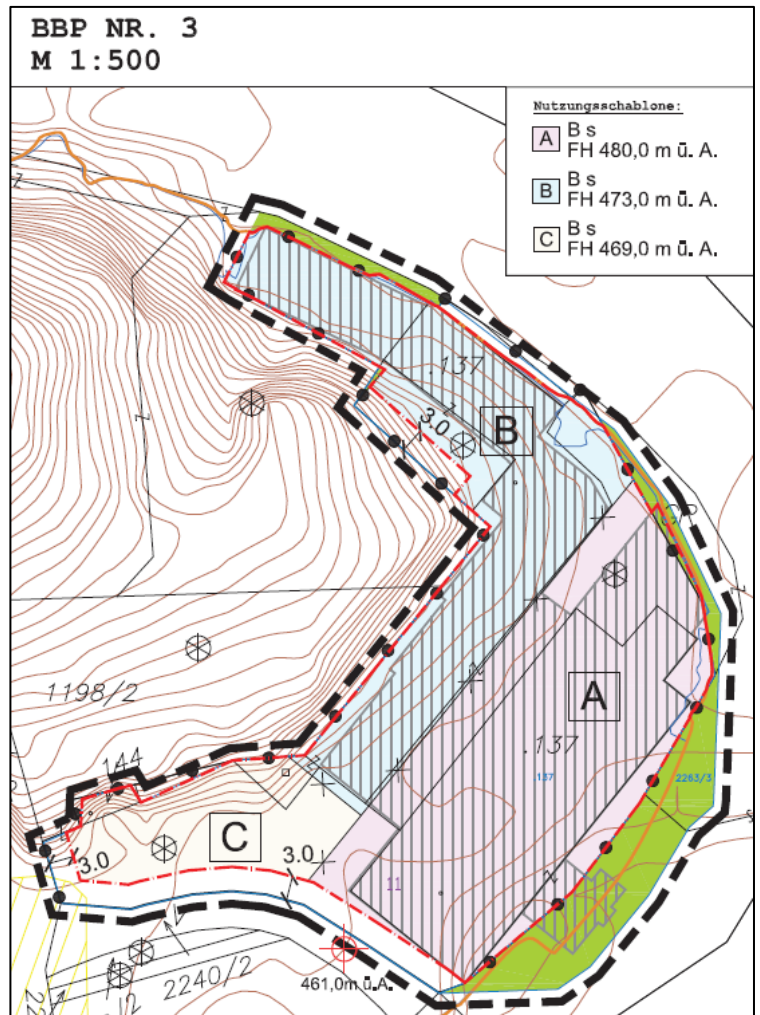 BBP NR. 3
M 1:500
Nutzungsschablone:
A B s
FH 480,0 m ü. A.
B B s
FH 473,0 m ü. A.
C B s
FH 469,0 m ü. A.
.137
3.0
B
A
.137
.137
2263/3
1198/2
144
C
3.0
3.0
11
461,0m ü.A.
2240/2